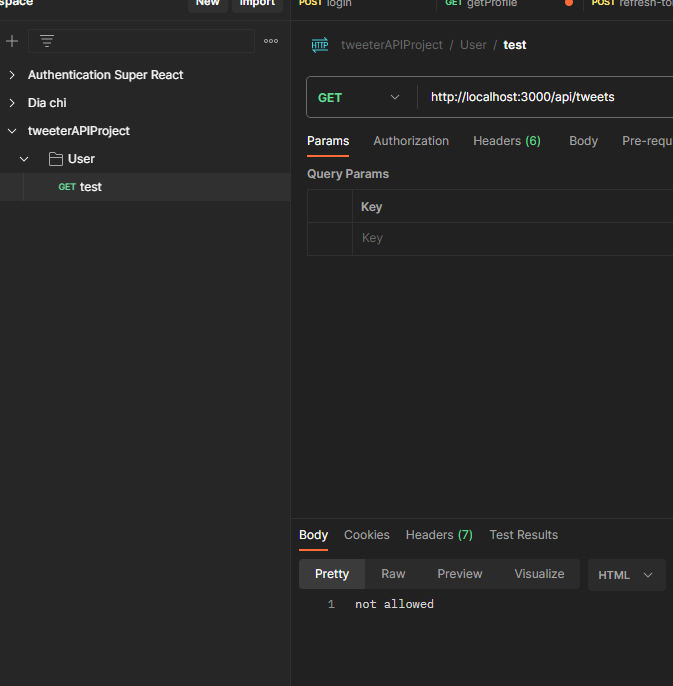 space New Import
POST login GET getProfile POST refresh-to
Authentication Super React
Dia chi
tweeterAPIProject
User
GET test
HTTP tweeterAPIProject / User / test
GET http://localhost:3000/api/tweets
Params Authorization Headers (6) Body Pre-requ
Query Params
Key
Key
Body Cookies Headers (7) Test Results
Pretty Raw Preview Visualize HTML
1 not allowed